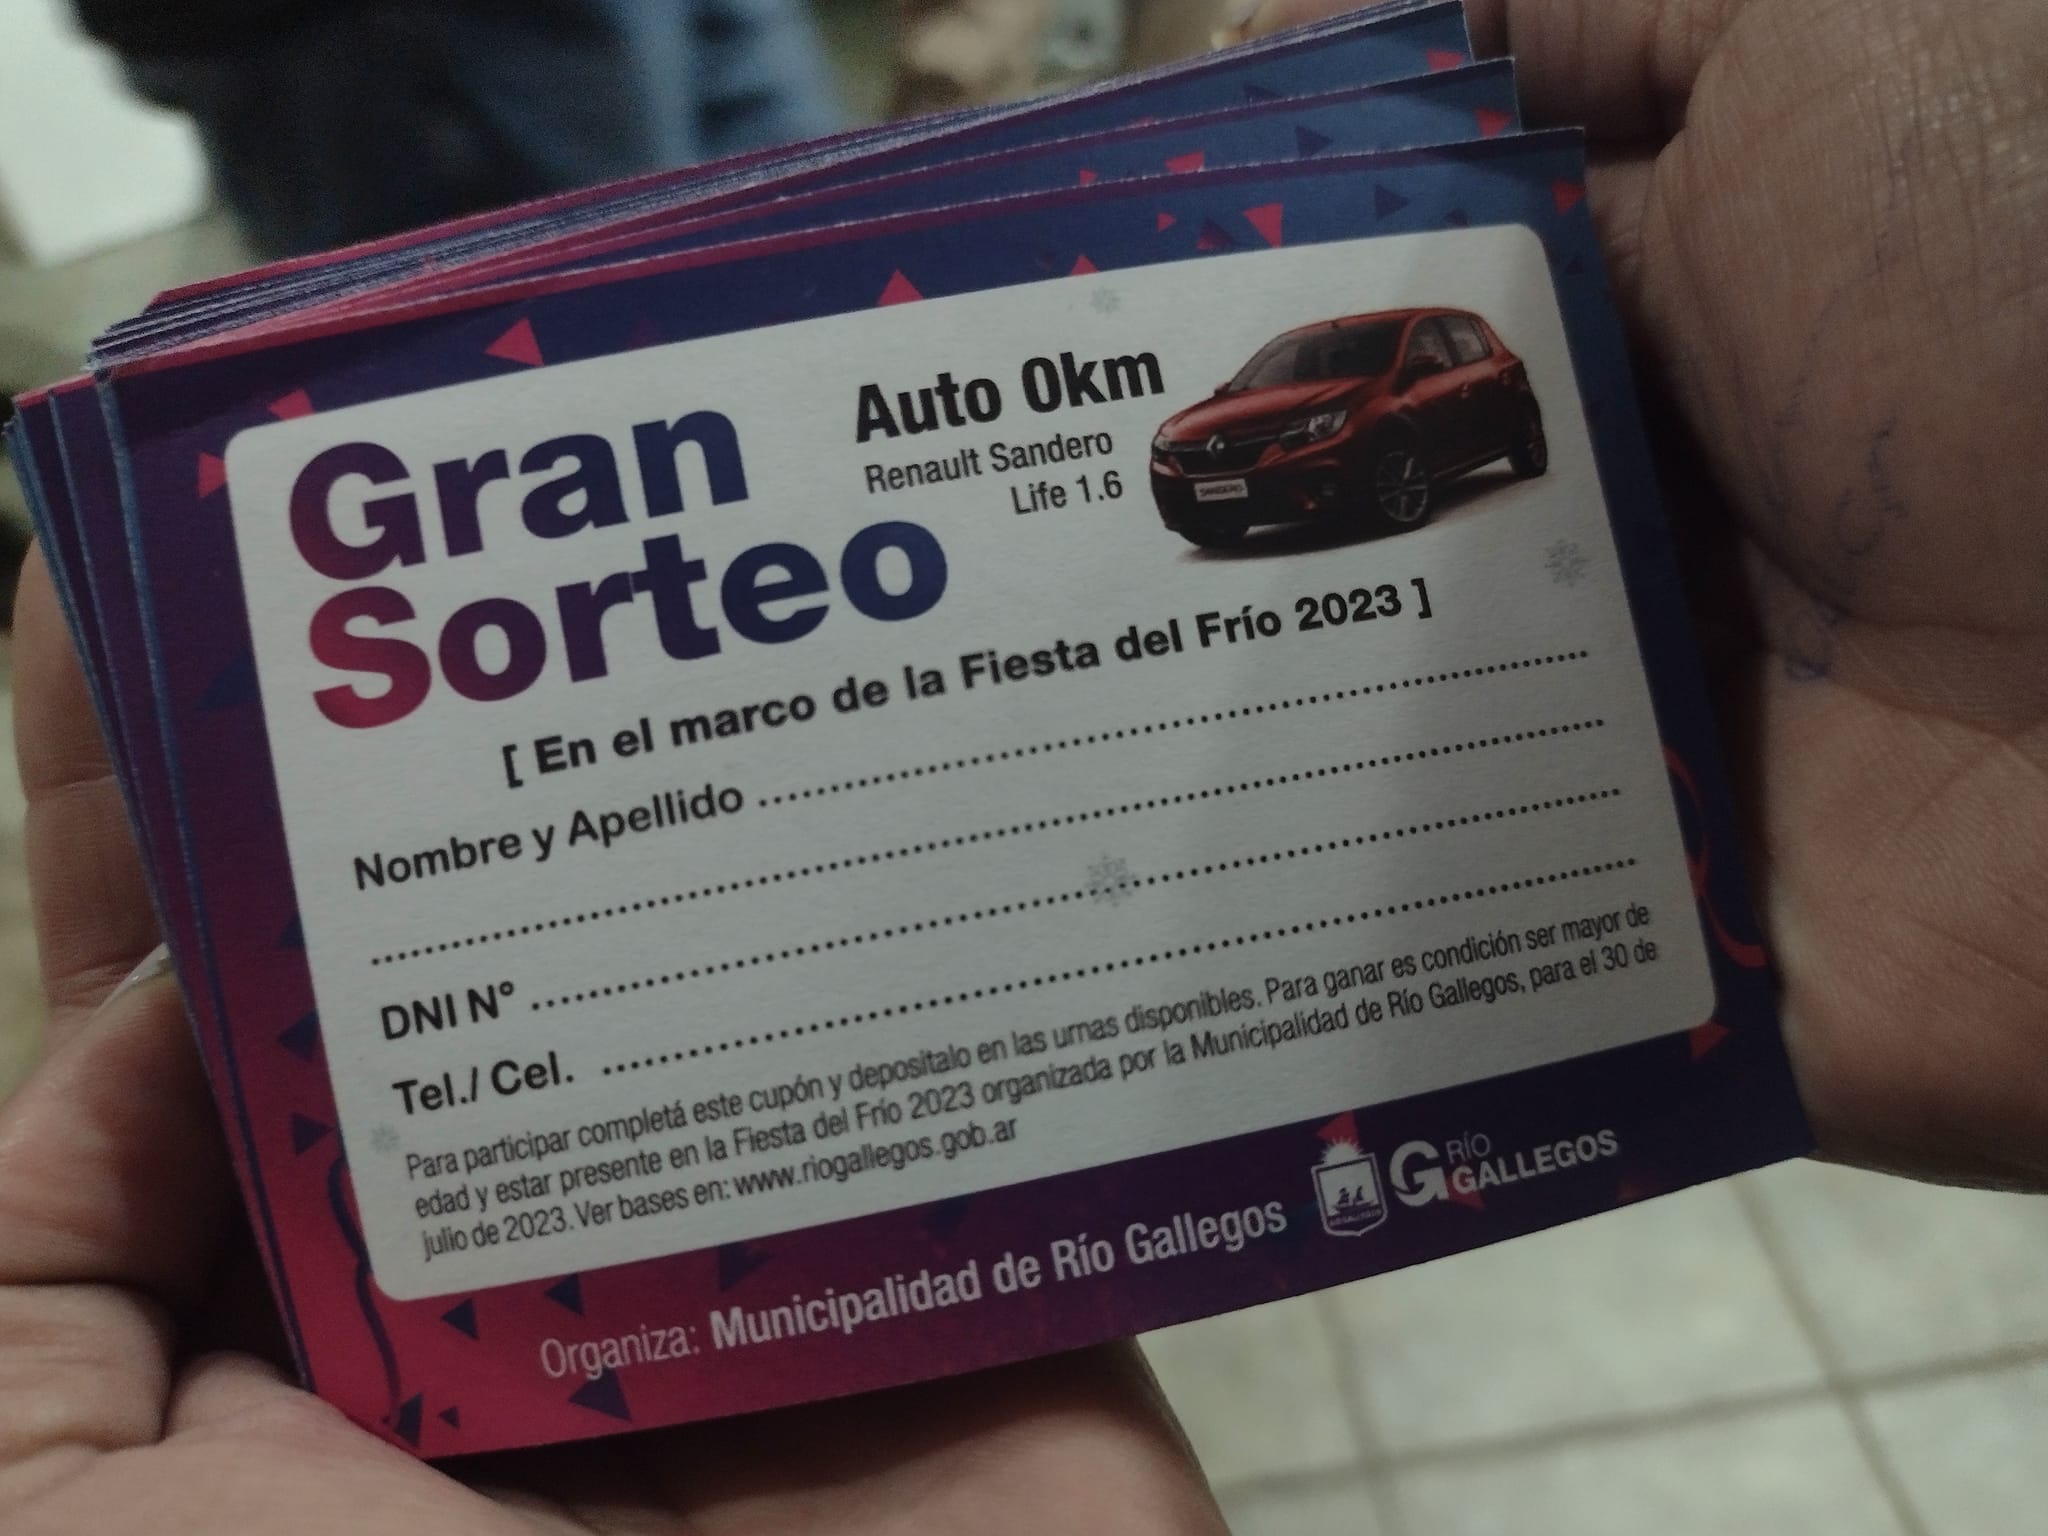 Gran
Sorteo
Auto 0km
Renault Sandero
Life 1.6
SANDERO
[ En el marco de la Fiesta del Frío 2023 ]
Nombre y Apellido ..........................................................
................................................................................
DNI N° ..........................................................................
Tel./ Cel. ......................................................................
Para participar completá este cupón y depositalo en las urnas disponibles. Para ganar es condición ser mayor de
edad y estar presente en la Fiesta del Frío 2023 organizada por la Municipalidad de Río Gallegos, para el 30 de
julio de 2023. Ver bases en: www.riogallegos.gob.ar
Organiza: Municipalidad de Río Gallegos
RÍO
GALLEGOS